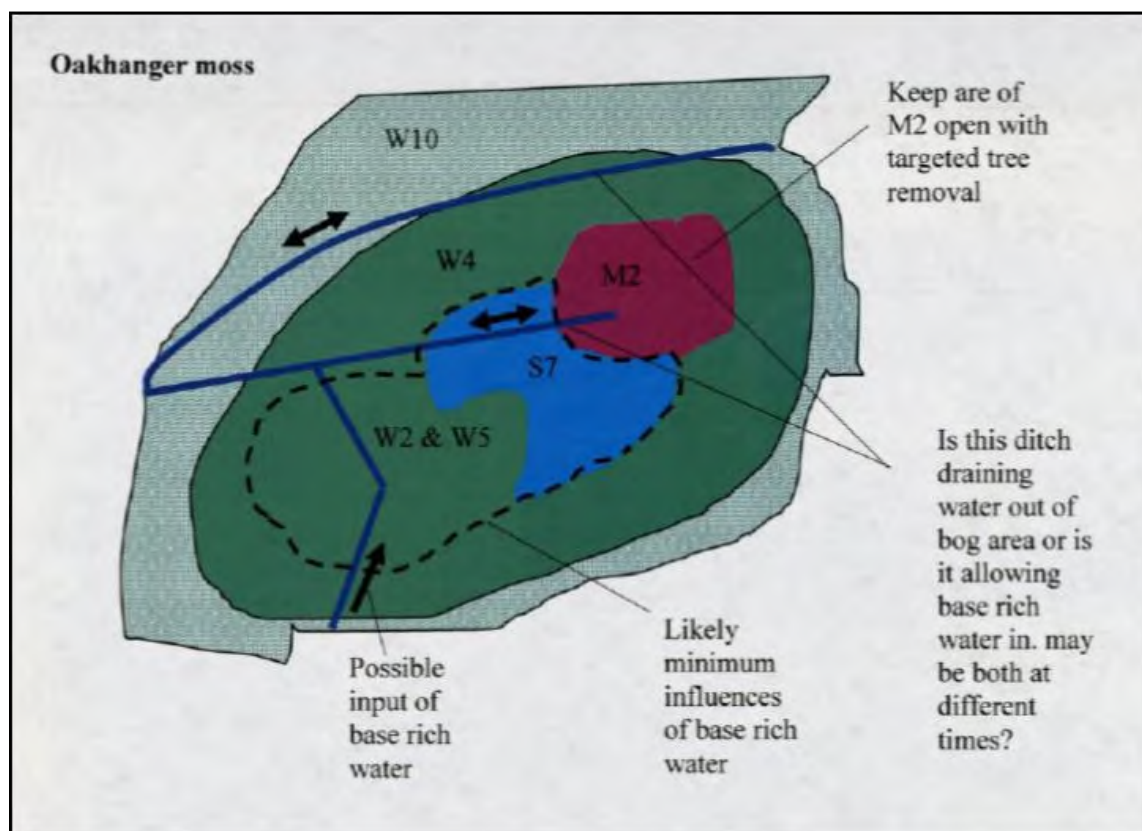 Oakhanger moss
W10
Keep are of
M2 open with
targeted tree
removal
W4
M2
S7
W2 & W5
Is this ditch
draining
water out of
bog area or is
it allowing
base rich
water in. may
be both at
different
times?
Likely
minimum
influences
of base rich
water
Possible
input of
base rich
water